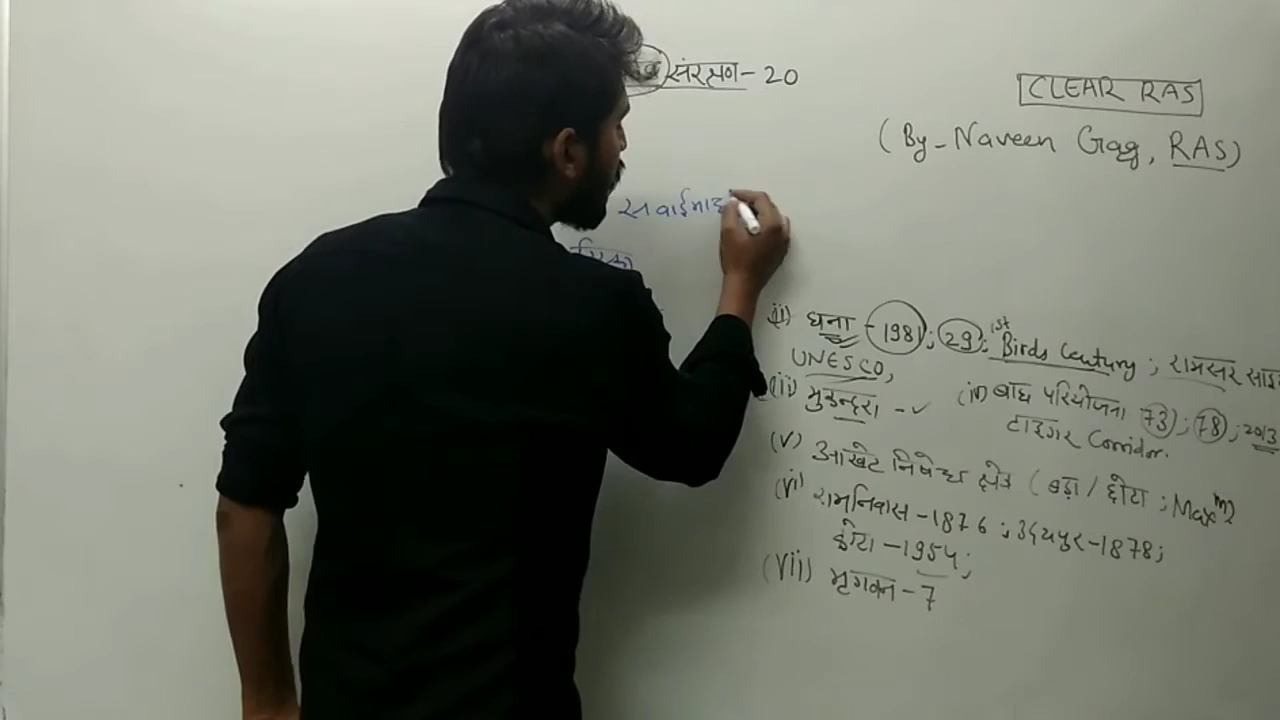 संरक्षण - 20
CLEAR RAS
(By - Naveen Gagg, RAS)
सवाईमाध
ii) घना - 1981; 29; 1st Birds Century; रामसर साइ
UNESCO,
(iii) मुकन्दरा - ✓ (iv) बाघ परियोजना 73; 78; 2013
टाइगर Corridor.
(v) आखेट निषेध क्षेत्र (बड़ा / छोटा; Max^m)
(vi) रामनिवास - 1876; उदयपुर - 1878;
कोटा - 1954;
(vii) मृगवन - 7